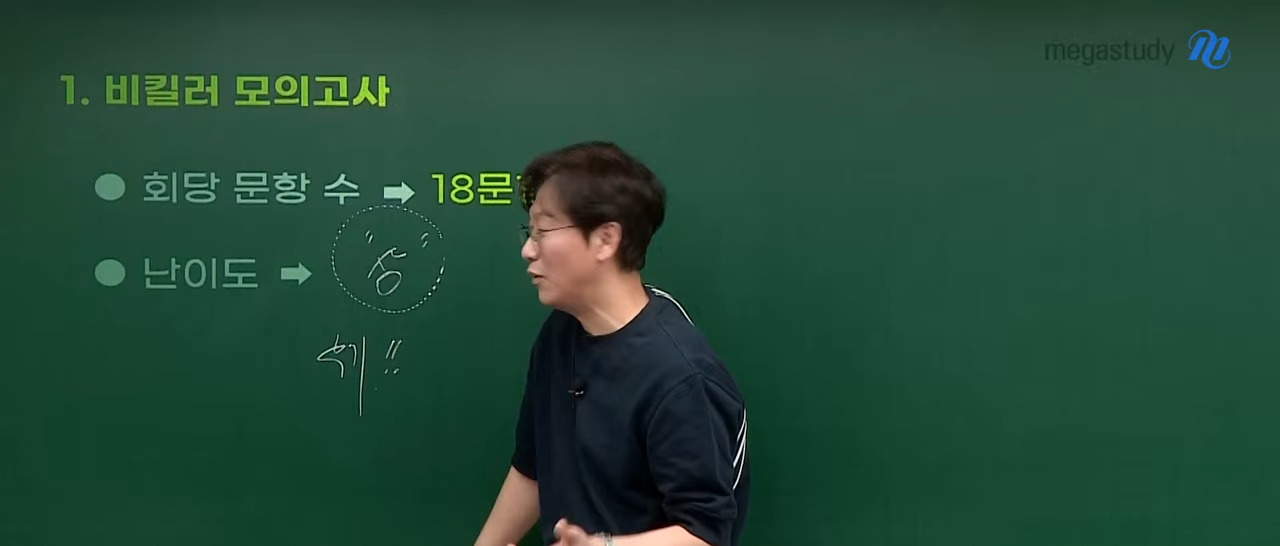 megastudy
1. 비킬러 모의고사
● 회당 문항 수 ➡ 18문
● 난이도 ➡ "상"
!!